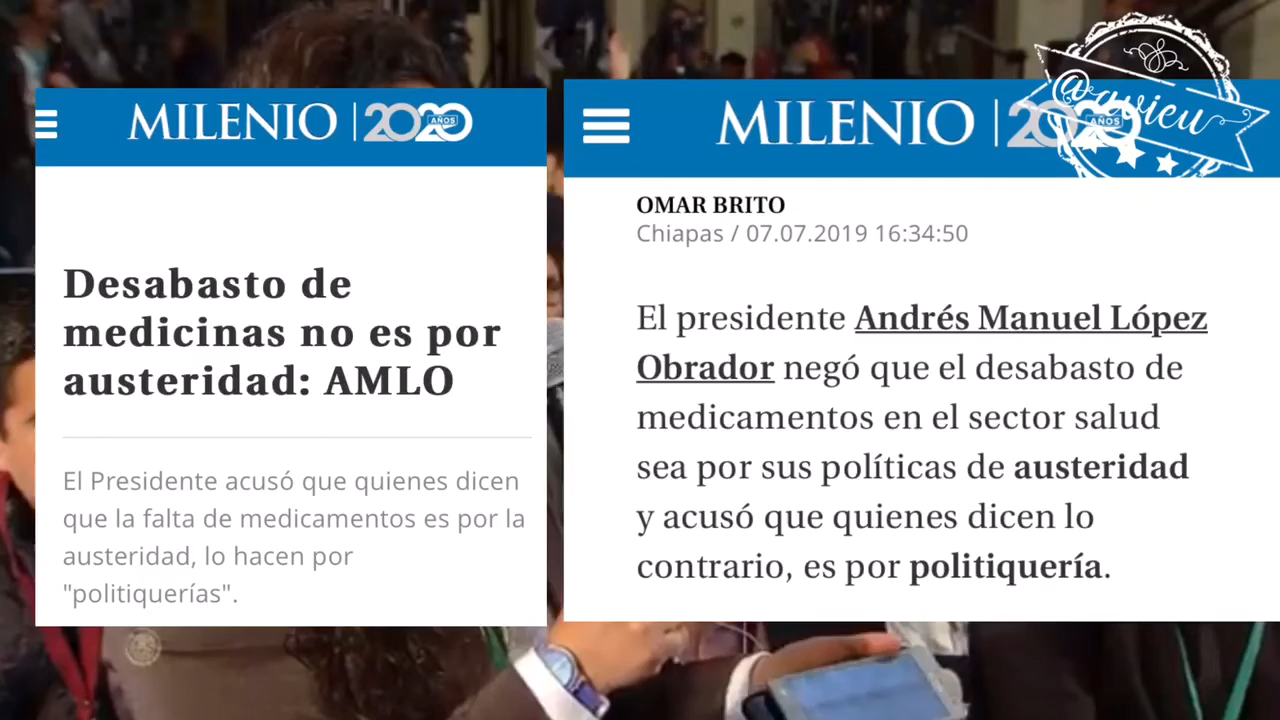 MILENIO | 2020 AÑOS
Desabasto de
medicinas no es por
austeridad: AMLO
El Presidente acusó que quienes dicen
que la falta de medicamentos es por la
austeridad, lo hacen por
"politiquerías".
MILENIO | 2020 AÑOS
@avieu
OMAR BRITO
Chiapas / 07.07.2019 16:34:50
El presidente Andrés Manuel López
Obrador negó que el desabasto de
medicamentos en el sector salud
sea por sus políticas de austeridad
y acusó que quienes dicen lo
contrario, es por politiquería.